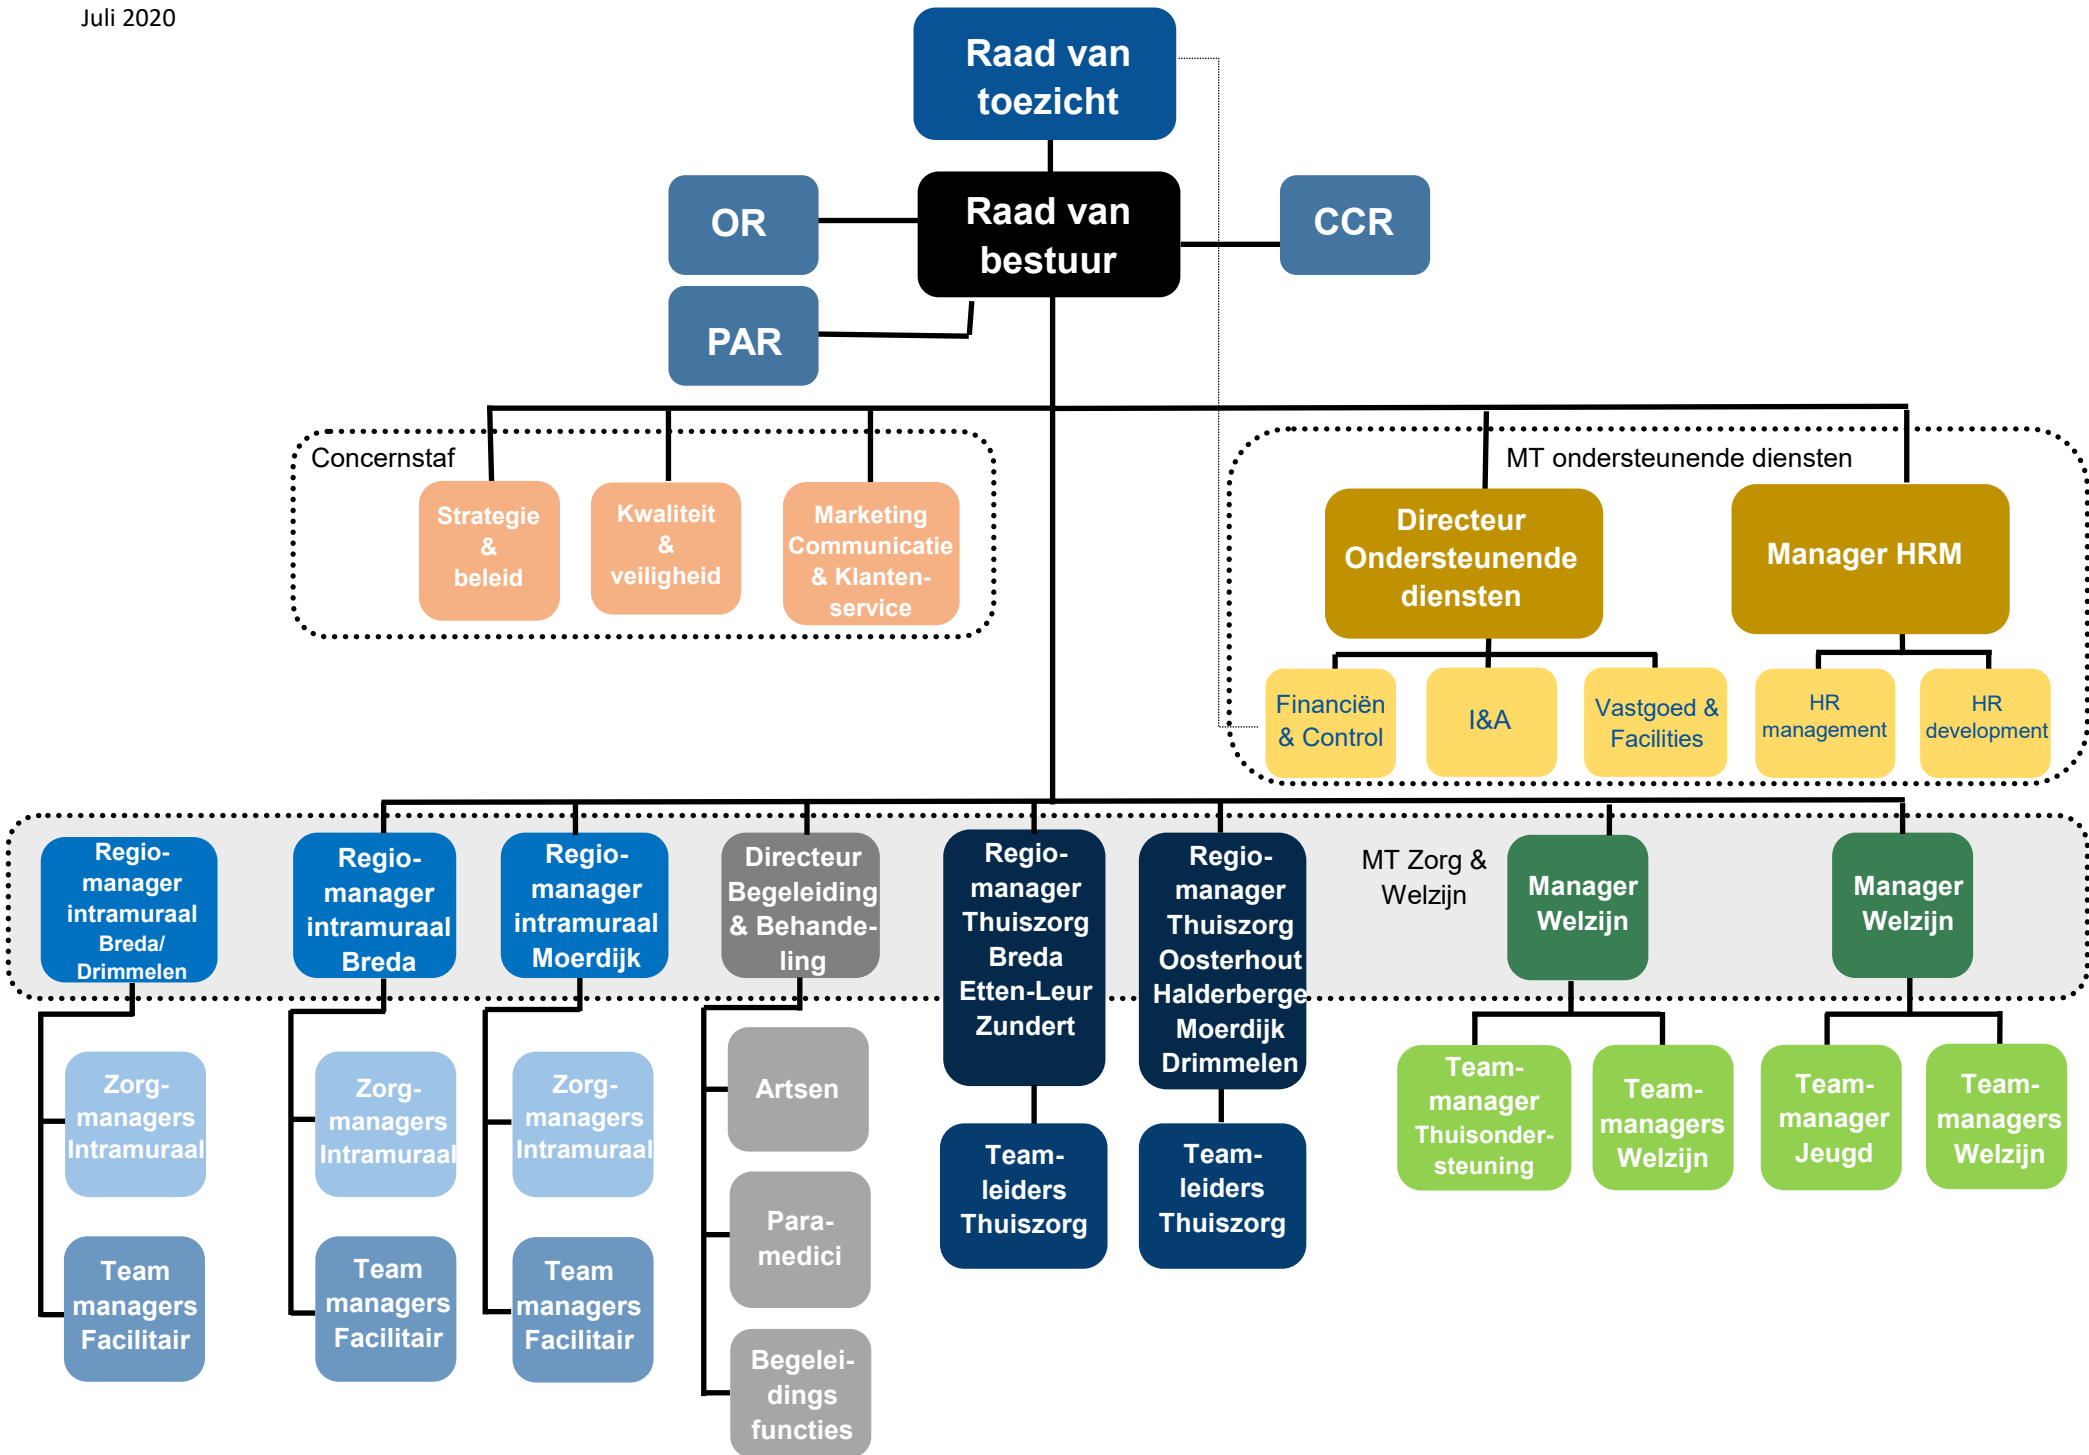 Juli 2020
Raad van
toezicht
OR
Raad van
bestuur
CCR
PAR
Concernstaf
Strategie
&
beleid
Kwaliteit
&
veiligheid
Marketing
Communicatie
& Klanten-
service
MT ondersteunende diensten
Directeur
Ondersteunende
diensten
Manager HRM
Financiën
& Control
I&A
Vastgoed &
Facilities
HR
management
HR
development
Regio-
manager
intramuraal
Breda/
Drimmelen
Regio-
manager
intramuraal
Breda
Regio-
manager
intramuraal
Moerdijk
Directeur
Begeleiding
& Behande-
ling
Regio-
manager
Thuiszorg
Breda
Etten-Leur
Zundert
Regio-
manager
Thuiszorg
Oosterhout
Halderberge
Moerdijk
Drimmelen
MT Zorg &
Welzijn
Manager
Welzijn
Manager
Welzijn
Zorg-
managers
Intramuraal
Zorg-
managers
Intramuraal
Zorg-
managers
Intramuraal
Artsen
Team-
leiders
Thuiszorg
Team-
leiders
Thuiszorg
Team-
manager
Thuisonder-
steuning
Team-
managers
Welzijn
Team-
manager
Jeugd
Team-
managers
Welzijn
Team
managers
Facilitair
Team
managers
Facilitair
Team
managers
Facilitair
Para-
medici
Begelei-
dings
functies